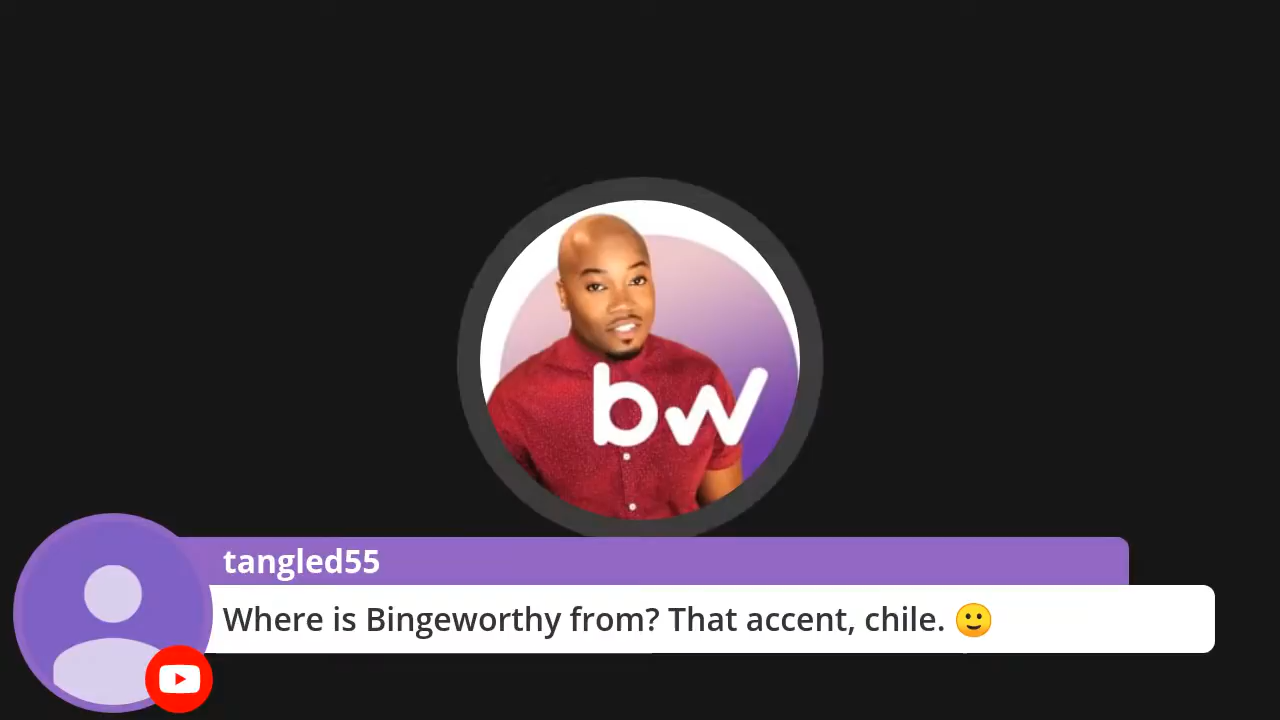 bw
tangled55
Where is Bingeworthy from? That accent, chile. 🙂